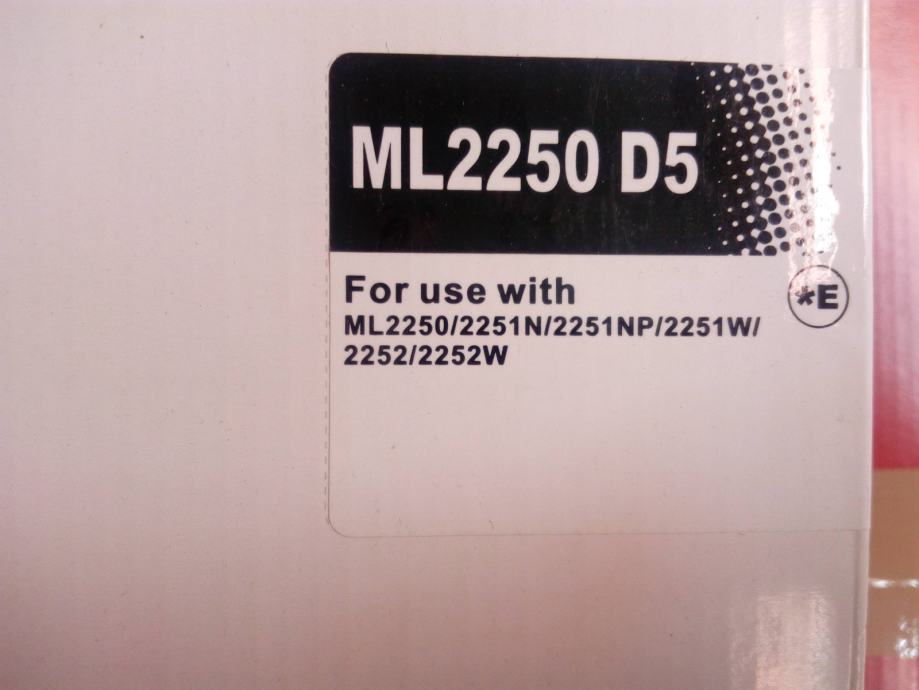 ML2250 D5
For use with
*E
ML2250/2251N/2251NP/2251W/
2252/2252W